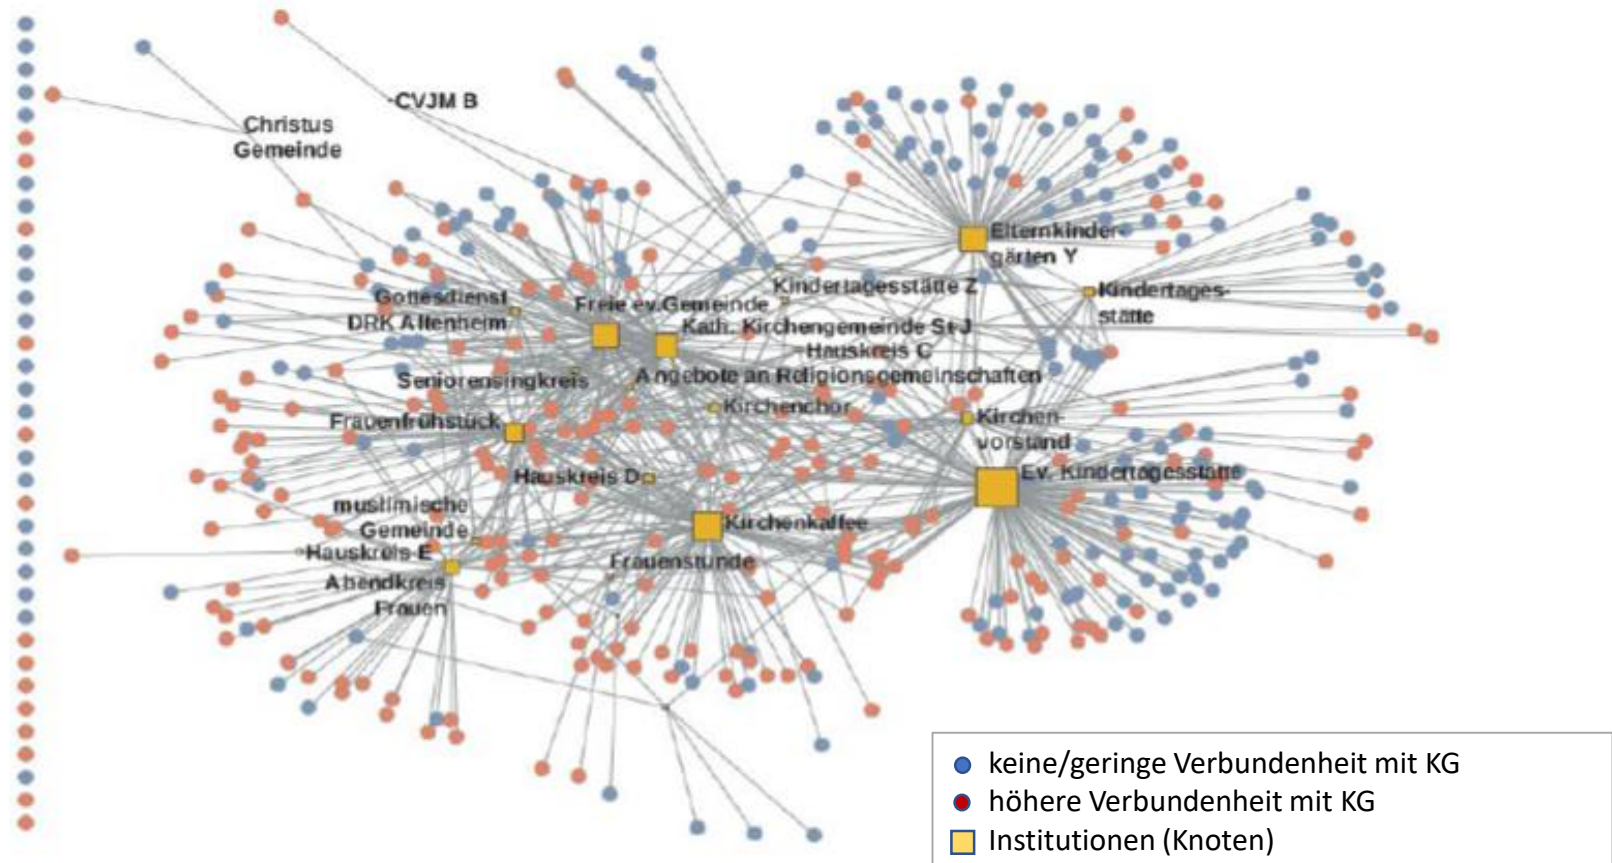 CVJM B
Christus
Gemeinde
Elternkinder-
gärten Y
Kindertagesstätte Z
Kindertages-
stätte
Gottesdienst
DRK Altenheim
Freie ev.Gemeinde
Kath. Kirchengemeinde St J
Hauskreis C
Seniorensingkreis
Angebote an Religionsgemeinschaften
Kirchenchor
Frauenfrühstück
Kirchen-
vorstand
Hauskreis D
Ev. Kindertagesstätte
muslimische
Gemeinde
Kirchenkaffee
Hauskreis E
Frauenstunde
Abendkreis
Frauen
keine/geringe Verbundenheit mit KG
höhere Verbundenheit mit KG
Institutionen (Knoten)